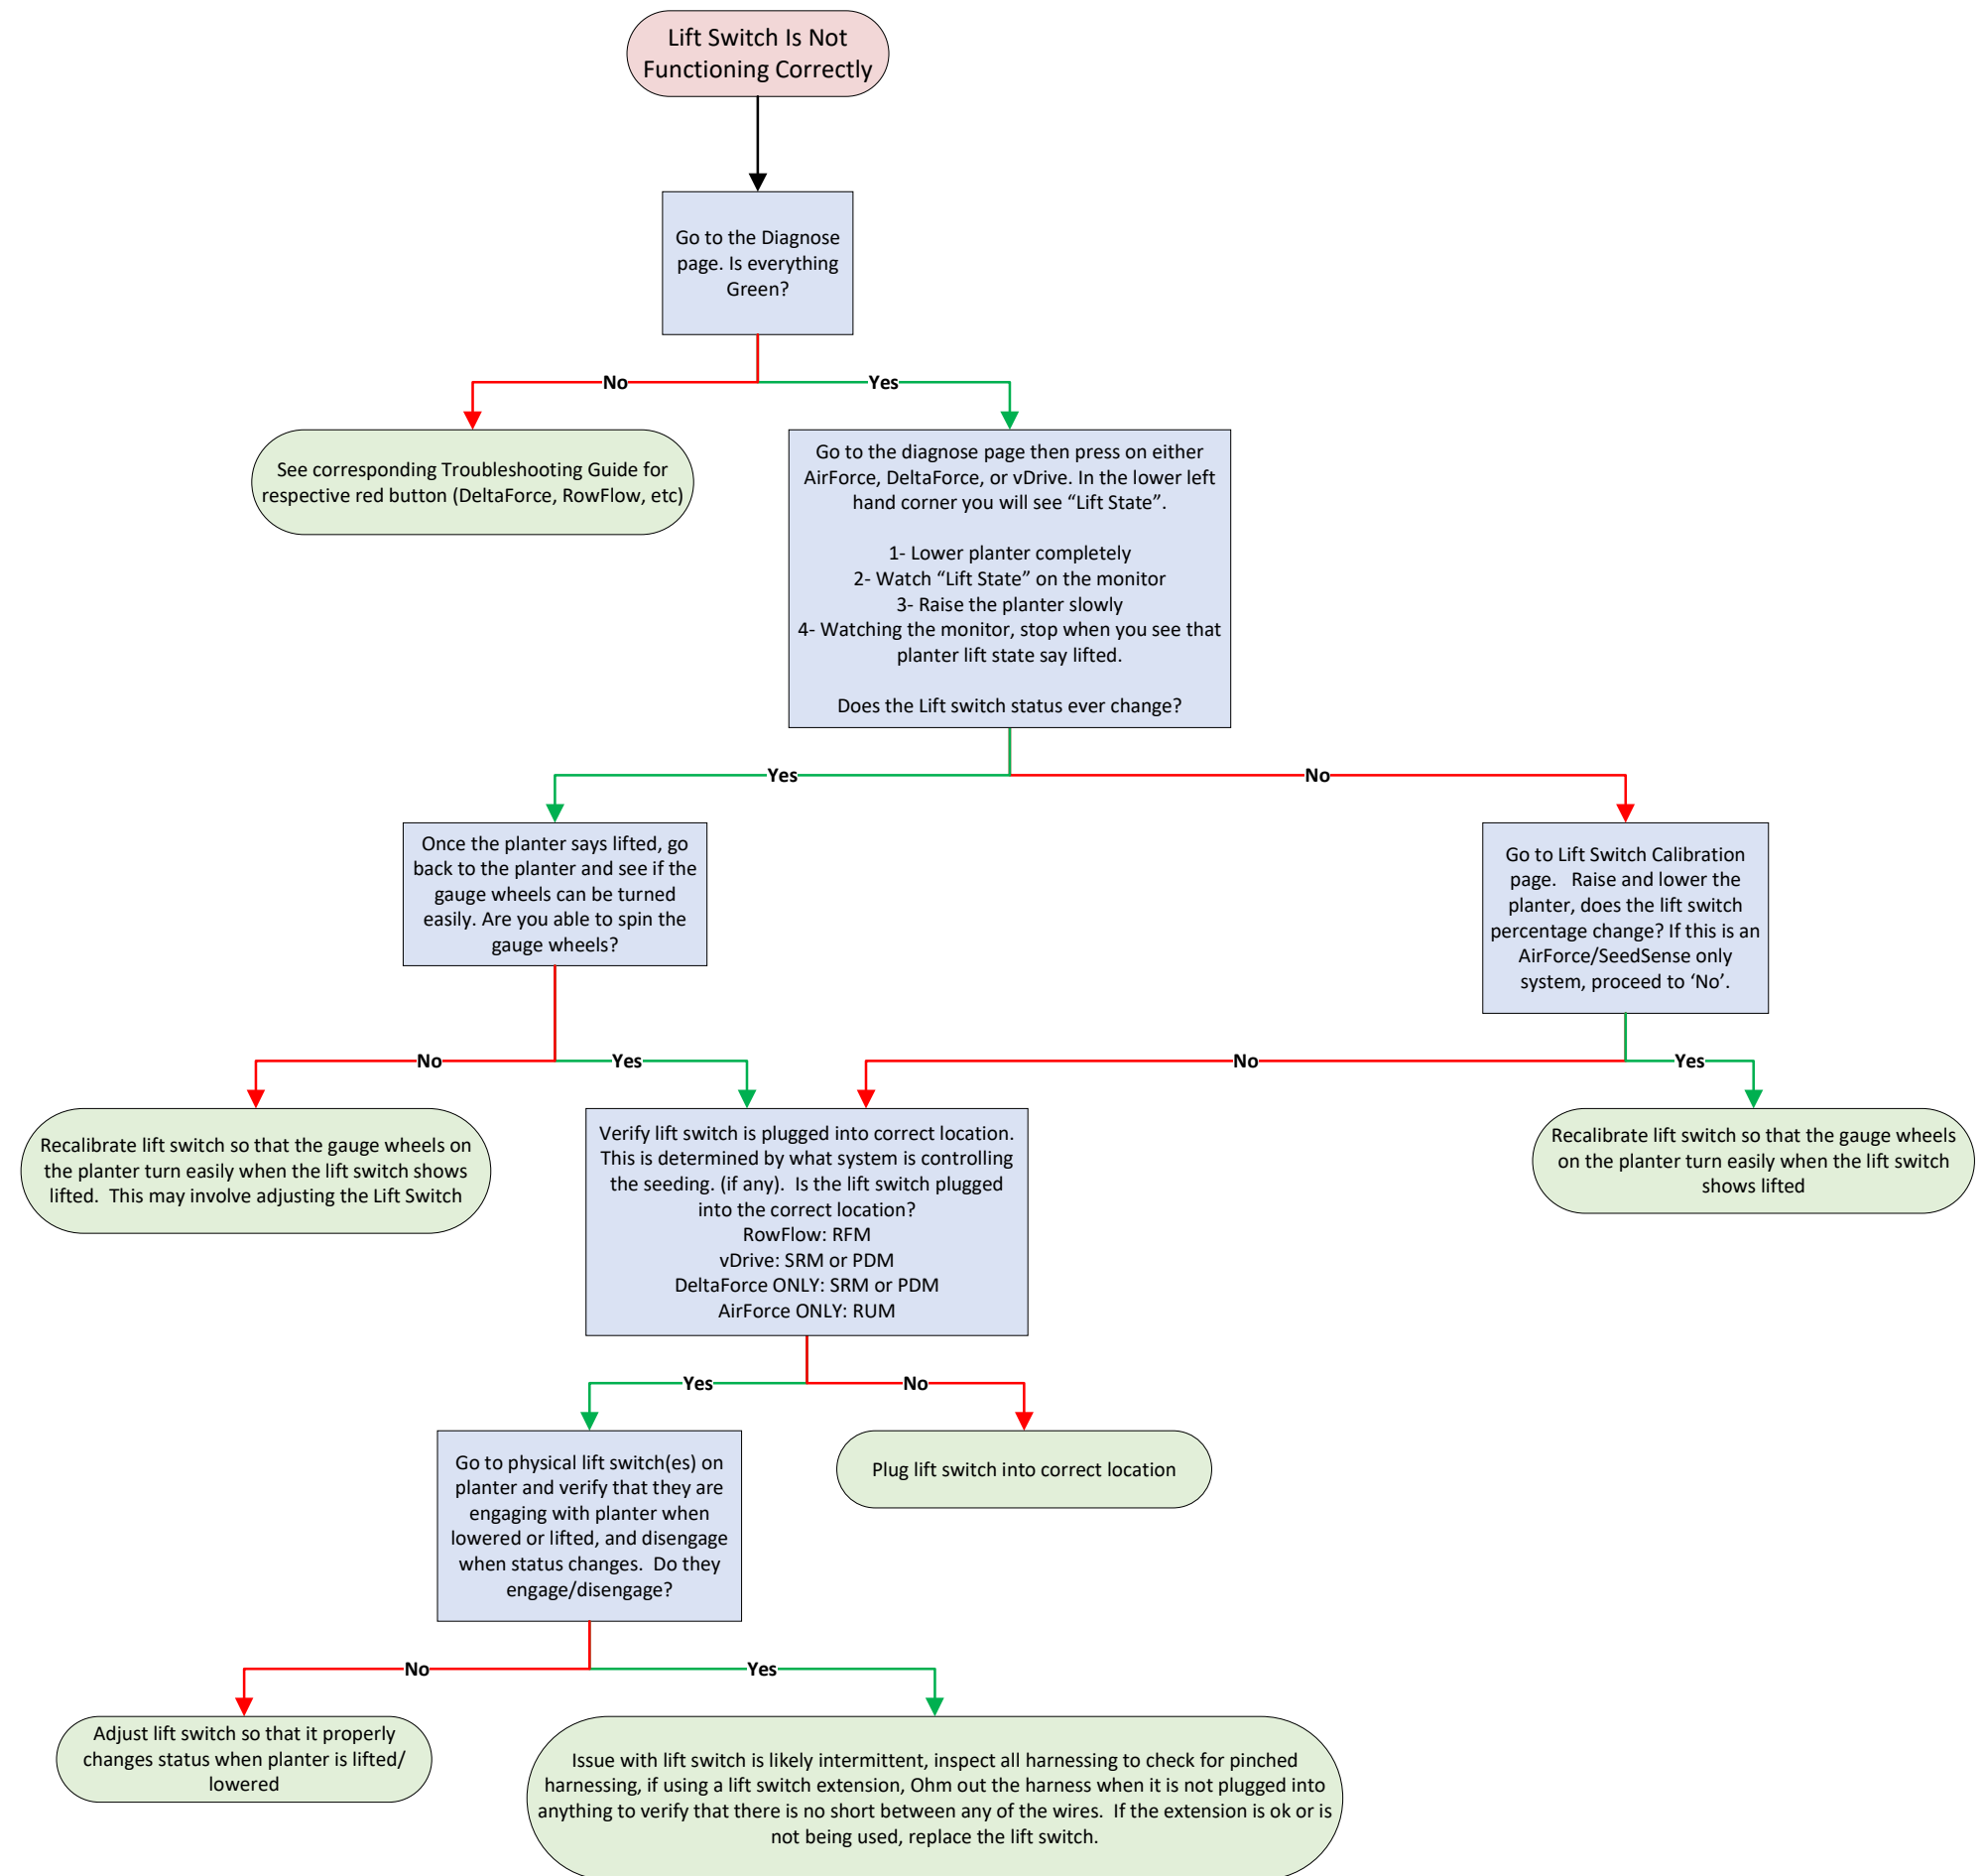 Lift Switch Is Not
Functioning Correctly
Go to the Diagnose
page. Is everything
Green?
No
Yes
See corresponding Troubleshooting Guide for
respective red button (DeltaForce, RowFlow, etc)
Go to the diagnose page then press on either
AirForce, DeltaForce, or vDrive. In the lower left
hand corner you will see “Lift State”.
1- Lower planter completely
2- Watch “Lift State” on the monitor
3- Raise the planter slowly
4- Watching the monitor, stop when you see that
planter lift state say lifted.
Does the Lift switch status ever change?
Yes
No
Once the planter says lifted, go
back to the planter and see if the
gauge wheels can be turned
easily. Are you able to spin the
gauge wheels?
Go to Lift Switch Calibration
page. Raise and lower the
planter, does the lift switch
percentage change? If this is an
AirForce/SeedSense only
system, proceed to ‘No’.
No
Yes
No
Yes
Recalibrate lift switch so that the gauge wheels on
the planter turn easily when the lift switch shows
lifted. This may involve adjusting the Lift Switch
Verify lift switch is plugged into correct location.
This is determined by what system is controlling
the seeding. (if any). Is the lift switch plugged
into the correct location?
RowFlow: RFM
vDrive: SRM or PDM
DeltaForce ONLY: SRM or PDM
AirForce ONLY: RUM
Recalibrate lift switch so that the gauge wheels
on the planter turn easily when the lift switch
shows lifted
Yes
No
Go to physical lift switch(es) on
planter and verify that they are
engaging with planter when
lowered or lifted, and disengage
when status changes. Do they
engage/disengage?
Plug lift switch into correct location
No
Yes
Adjust lift switch so that it properly
changes status when planter is lifted/
lowered
Issue with lift switch is likely intermittent, inspect all harnessing to check for pinched
harnessing, if using a lift switch extension, Ohm out the harness when it is not plugged into
anything to verify that there is no short between any of the wires. If the extension is ok or is
not being used, replace the lift switch.